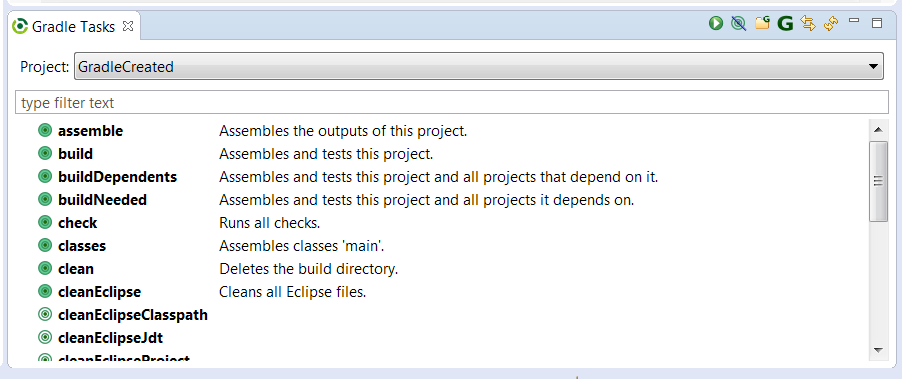 Gradle Tasks
Project: GradleCreated
type filter text
assemble Assembles the outputs of this project.
build Assembles and tests this project.
buildDependents Assembles and tests this project and all projects that depend on it.
buildNeeded Assembles and tests this project and all projects it depends on.
check Runs all checks.
classes Assembles classes 'main'.
clean Deletes the build directory.
cleanEclipse Cleans all Eclipse files.
cleanEclipseClasspath
cleanEclipseJdt
cleanEclipseProject